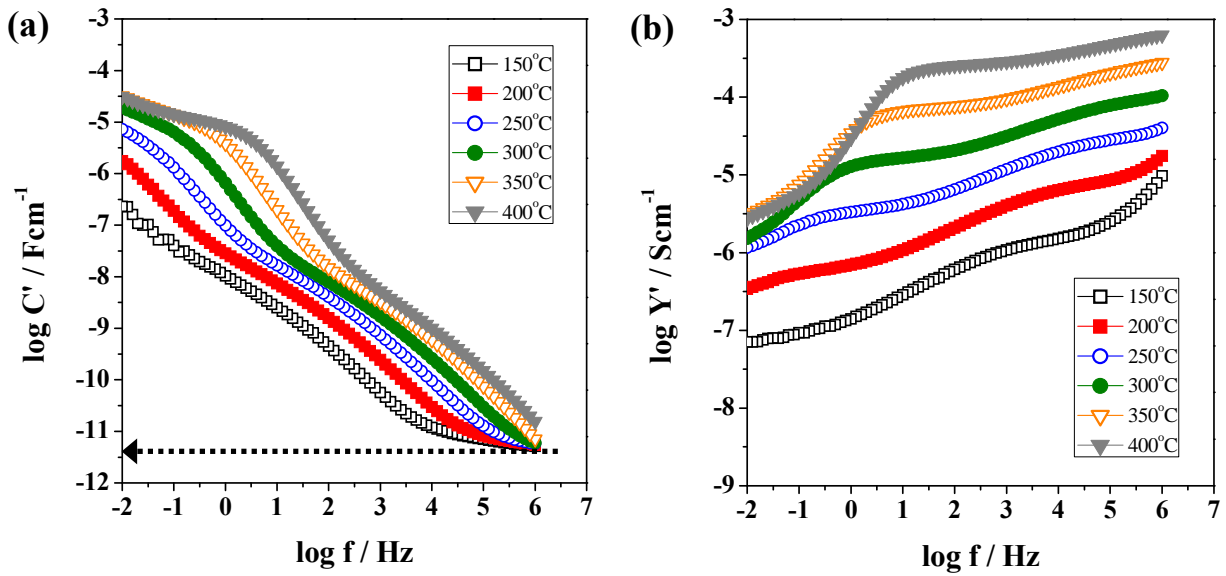 (a)
log C' / Fcm⁻¹
-3
-4
-5
-6
-7
-8
-9
-10
-11
-12
-2 -1 0 1 2 3 4 5 6 7
log f / Hz
150°C
200°C
250°C
300°C
350°C
400°C
(b)
log Y' / Scm⁻¹
-3
-4
-5
-6
-7
-8
-9
-2 -1 0 1 2 3 4 5 6 7
log f / Hz
150°C
200°C
250°C
300°C
350°C
400°C